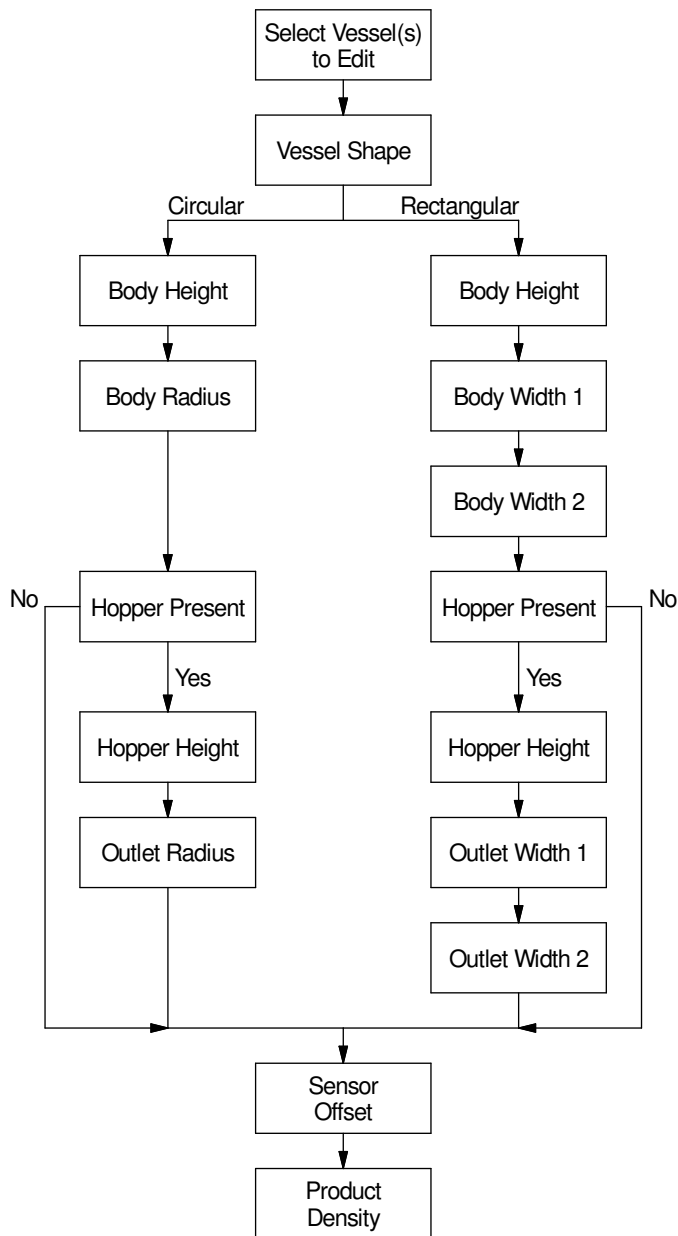 Select Vessel(s)
to Edit
Vessel Shape
Circular
Rectangular
Body Height
Body Height
Body Radius
Body Width 1
Body Width 2
No
Hopper Present
Hopper Present
No
Yes
Yes
Hopper Height
Hopper Height
Outlet Radius
Outlet Width 1
Outlet Width 2
Sensor
Offset
Product
Density